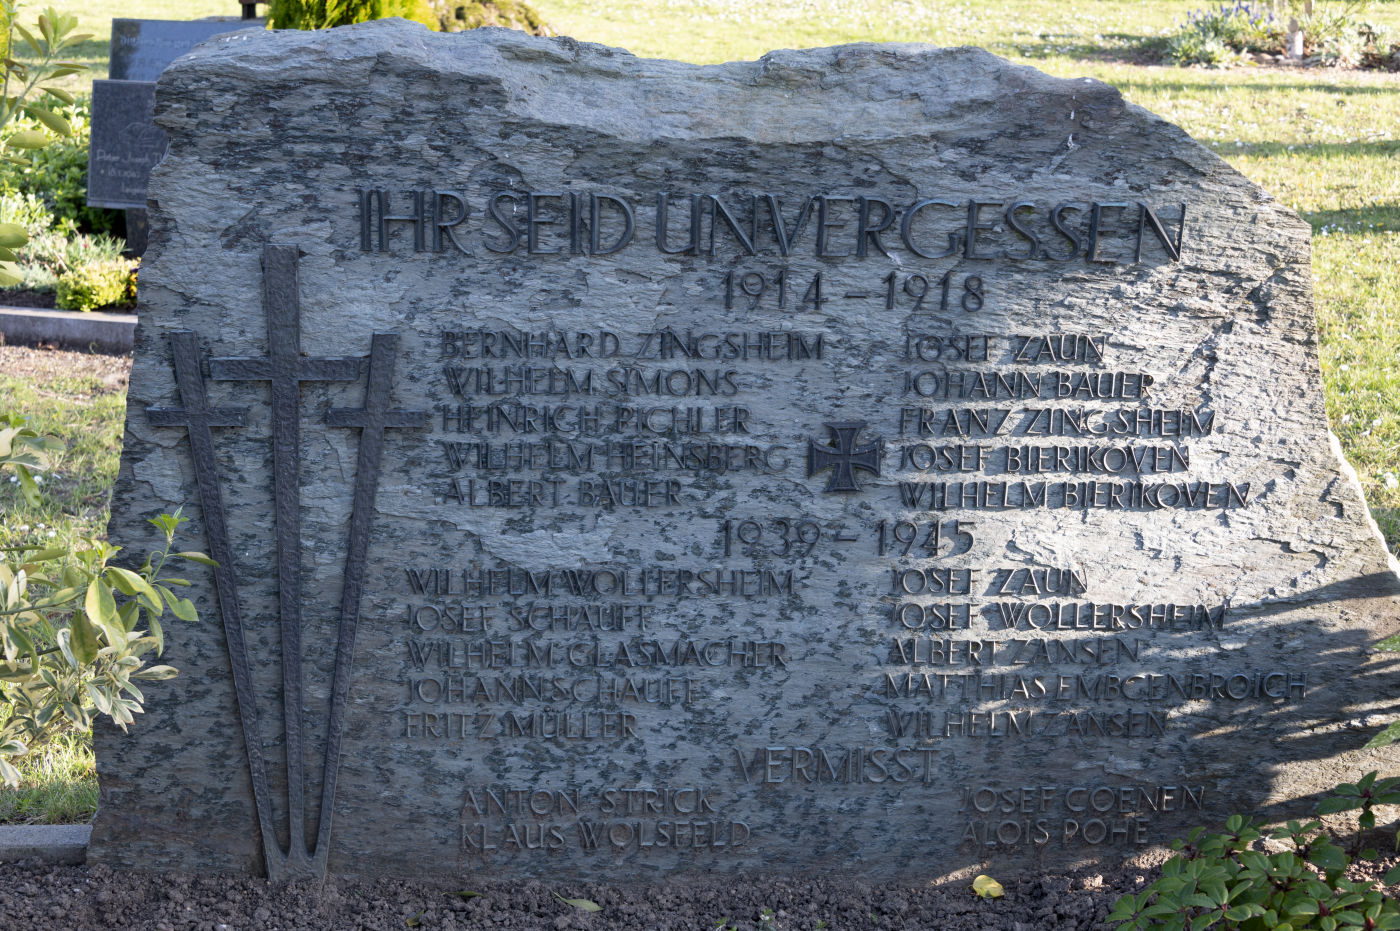 IHR SEID UNVERGESSEN
1914 – 1918
BERNHARD ZINGSHEIM
WILHELM SIMONS
HEINRICH PICHLER
WILHELM HEINSBERG
ALBERT BAUER
JOSEF ZAUN
JOHANN BAUER
FRANZ ZINGSHEIM
JOSEF BIERIKOVEN
WILHELM BIERIKOVEN
1939 – 1945
WILHELM WOLLERSHEIM
JOSEF SCHAUFF
WILHELM GLASMACHER
JOHANN SCHAUFF
FRITZ MÜLLER
JOSEF ZAUN
JOSEF WOLLERSHEIM
ALBERT ZANSEN
MATTHIAS EMBGENBROICH
WILHELM ZANSEN
VERMISST
ANTON STRICK
KLAUS WOLSFELD
JOSEF COENEN
ALOIS POHE